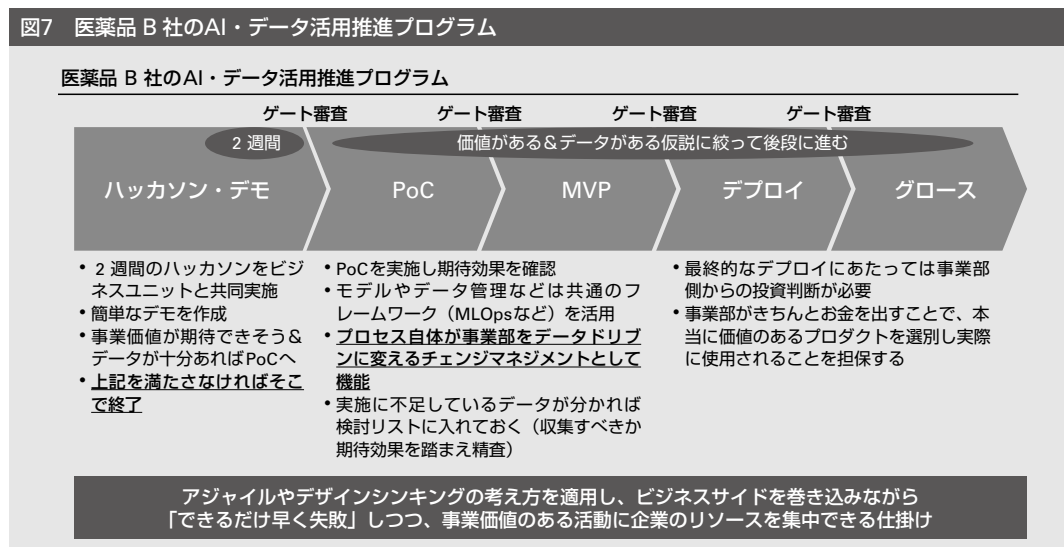 図7 医薬品 B 社のAI・データ活用推進プログラム
医薬品 B 社のAI・データ活用推進プログラム
ゲート審査 ゲート審査 ゲート審査 ゲート審査
2 週間 価値がある＆データがある仮説に絞って後段に進む
ハッカソン・デモ PoC MVP デプロイ グロース
• 2 週間のハッカソンをビジ
ネスユニットと共同実施
• 簡単なデモを作成
• 事業価値が期待できそう＆
データが十分あればPoCへ
• 上記を満たさなければそこ
で終了
• PoCを実施し期待効果を確認
• モデルやデータ管理などは共通のフ
レームワーク（MLOpsなど）を活用
• プロセス自体が事業部をデータドリブ
ンに変えるチェンジマネジメントとして
機能
• 実施に不足しているデータが分かれば
検討リストに入れておく（収集すべきか
期待効果を踏まえ精査）
• 最終的なデプロイにあたっては事業部
側からの投資判断が必要
• 事業部がきちんとお金を出すことで、本
当に価値のあるプロダクトを選別し実際
に使用されることを担保する
アジャイルやデザインシンキングの考え方を適用し、ビジネスサイドを巻き込みながら
「できるだけ早く失敗」しつつ、事業価値のある活動に企業のリソースを集中できる仕掛け